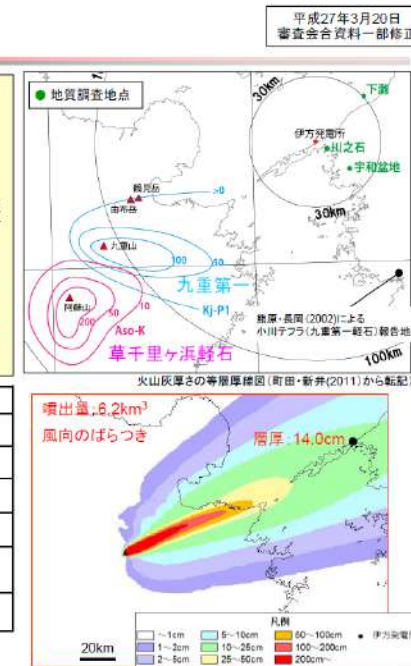 平成27年3月20日
審査会合資料一部修正
● 地質調査地点
30km
下灘
伊方発電所
川之石
宇和盆地
30km
鶴見岳
由布岳
>0
九重山
100
50
九重第一
Kj-P1
阿蘇山
10
50
200
Aso-K
草千里ヶ浜軽石
熊原・長岡(2002)による
小川テフラ(九重第一軽石)報告地
100km
火山灰厚さの等層厚線図(町田・新井(2011)から転記)
噴出量:6.2km³
風向のばらつき
層厚:14.0cm
20km
凡例
~1cm 5~10cm 50~100cm ● 伊方発電所
1~2cm 10~25cm 100~200cm
2~5cm 25~50cm 200cm~